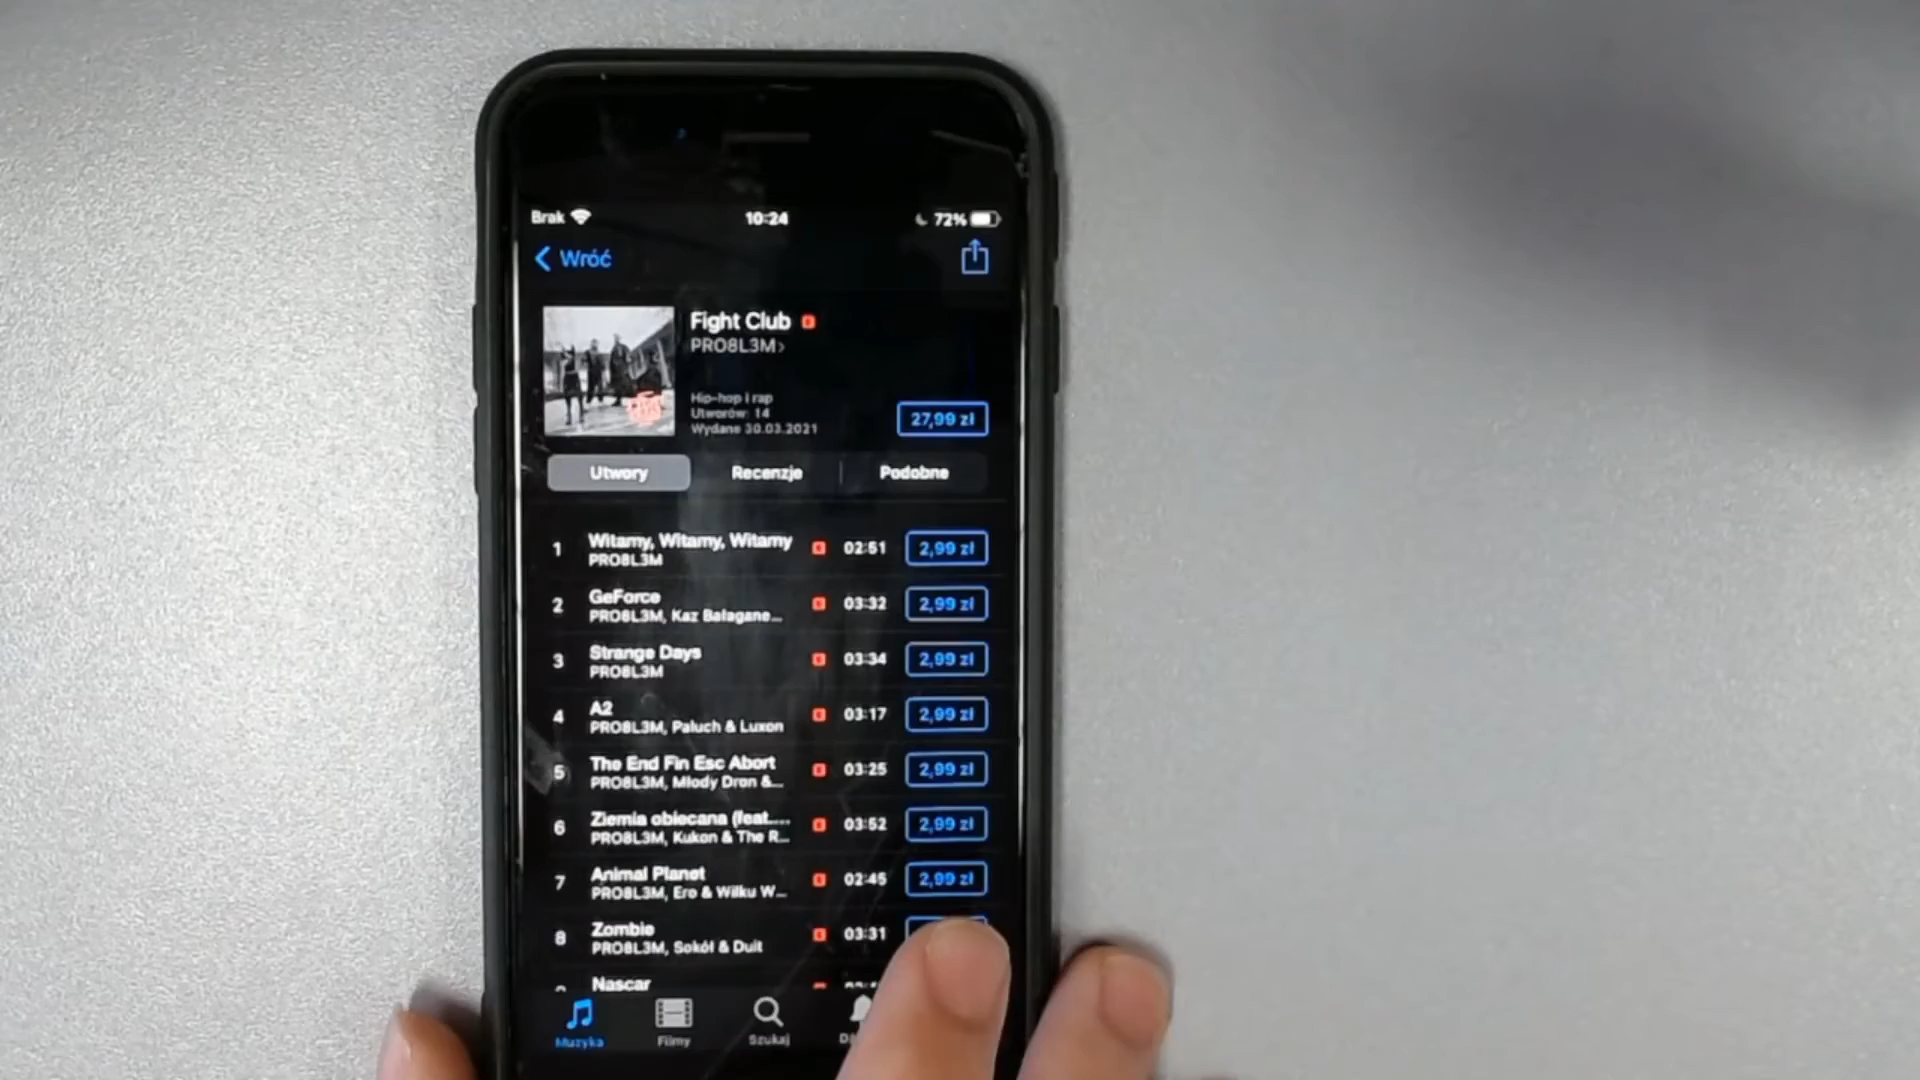 Brak 10:24 72%
Wróć
Fight Club
PRO8L3M
Hip-hop i rap
Utworów: 14
Wydane 30.03.2021
27,99 zł
Utwory Recenzje Podobne
1 Witamy, Witamy, Witamy 02:51 2,99 zł
PRO8L3M
2 GeForce 03:32 2,99 zł
PRO8L3M, Kaz Bałagane...
3 Strange Days 03:34 2,99 zł
PRO8L3M
4 A2 03:17 2,99 zł
PRO8L3M, Paluch & Luxon
5 The End Fin Esc Abort 03:25 2,99 zł
PRO8L3M, Młody Dron &...
6 Ziemia obiecana (feat.... 03:52 2,99 zł
PRO8L3M, Kukon & The R...
7 Animal Planet 02:45 2,99 zł
PRO8L3M, Ero & Wilku W...
8 Zombie 03:31
PRO8L3M, Sokół & Duit
Nascar
Muzyka Filmy Szukaj